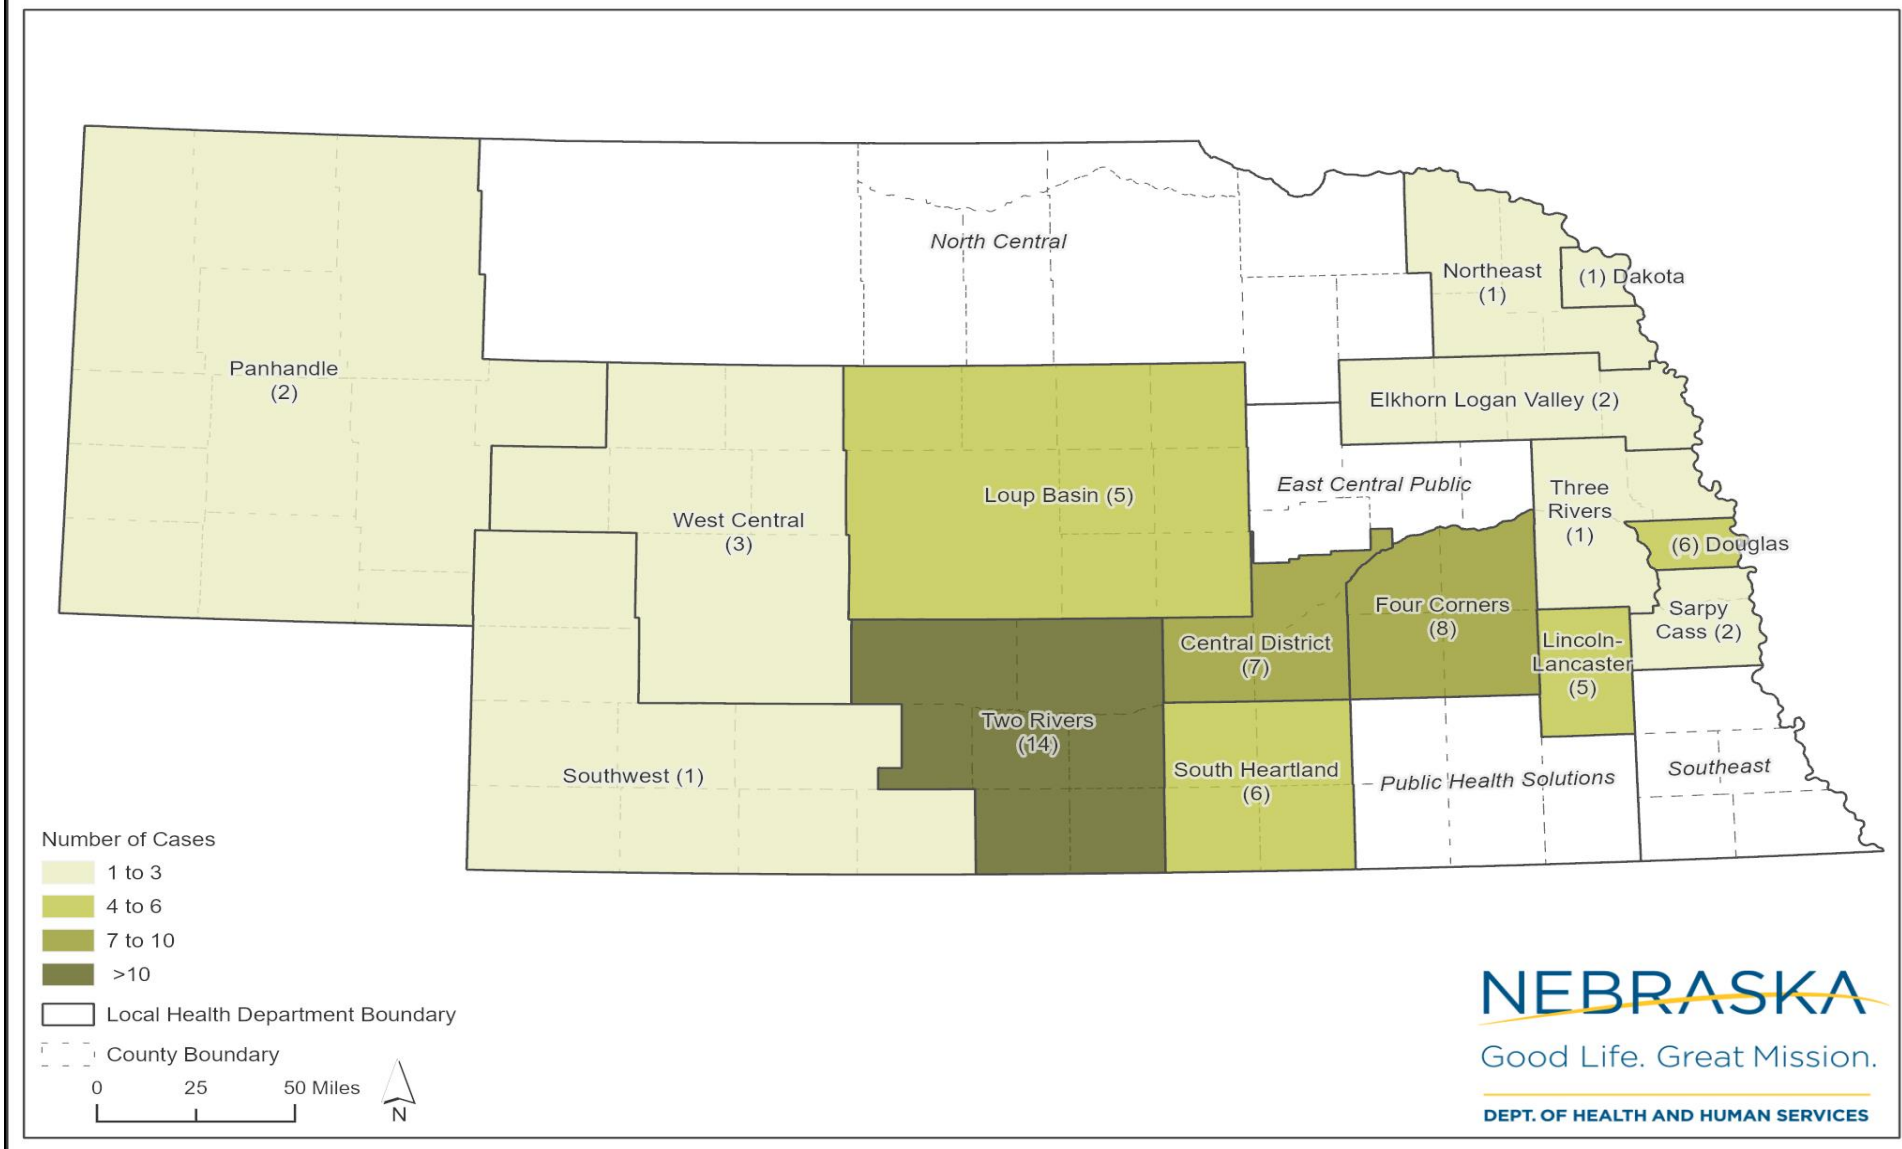 North Central
Northeast
(1)
(1) Dakota
Panhandle
(2)
Elkhorn Logan Valley (2)
East Central Public
Loup Basin (5)
Three
Rivers
(1)
West Central
(3)
(6) Douglas
Four Corners
(8)
Sarpy
Cass (2)
Central District
(7)
Lincoln-
Lancaster
(5)
Two Rivers
(14)
Southwest (1)
South Heartland
(6)
Public Health Solutions
Southeast
Number of Cases
1 to 3
4 to 6
7 to 10
>10
Local Health Department Boundary
County Boundary
0 25 50 Miles
N
NEBRASKA
Good Life. Great Mission.
DEPT. OF HEALTH AND HUMAN SERVICES